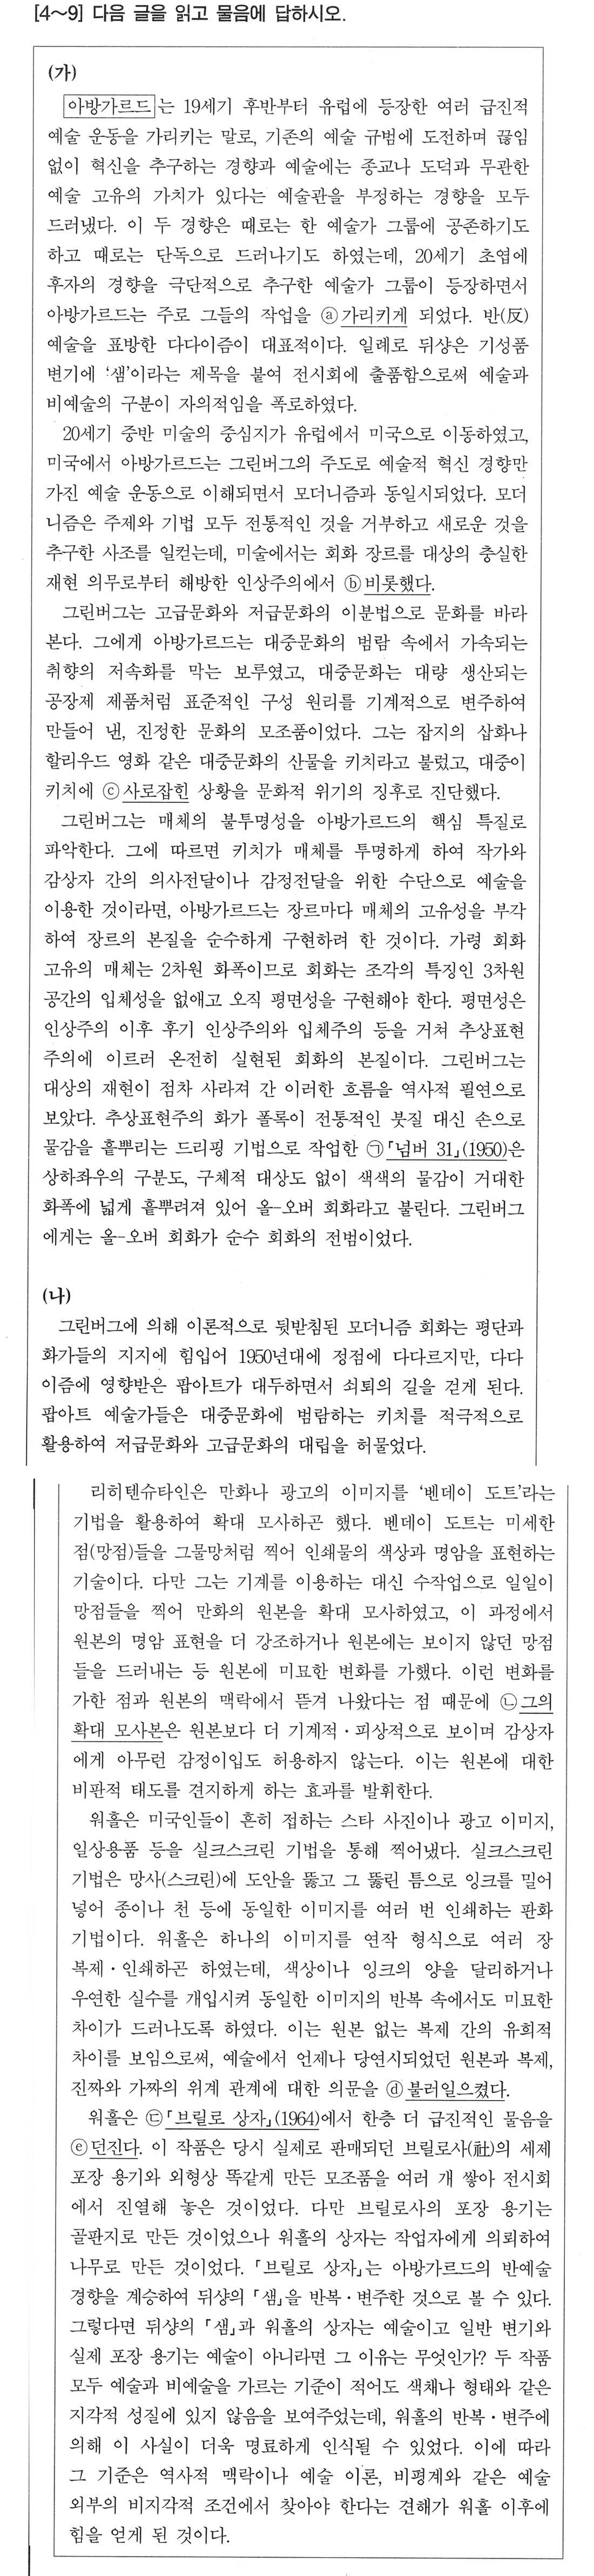 [4～9] 다음 글을 읽고 물음에 답하시오.
(가)
아방가르드는 19세기 후반부터 유럽에 등장한 여러 급진적
예술 운동을 가리키는 말로, 기존의 예술 규범에 도전하며 끊임
없이 혁신을 추구하는 경향과 예술에는 종교나 도덕과 무관한
예술 고유의 가치가 있다는 예술관을 부정하는 경향을 모두
드러냈다. 이 두 경향은 때로는 한 예술가 그룹에 공존하기도
하고 때로는 단독으로 드러나기도 하였는데, 20세기 초엽에
후자의 경향을 극단적으로 추구한 예술가 그룹이 등장하면서
아방가르드는 주로 그들의 작업을 ⓐ가리키게 되었다. 반(反)
예술을 표방한 다다이즘이 대표적이다. 일례로 뒤샹은 기성품
변기에 ‘샘’이라는 제목을 붙여 전시회에 출품함으로써 예술과
비예술의 구분이 자의적임을 폭로하였다.
20세기 중반 미술의 중심지가 유럽에서 미국으로 이동하였고,
미국에서 아방가르드는 그린버그의 주도로 예술적 혁신 경향만
가진 예술 운동으로 이해되면서 모더니즘과 동일시되었다. 모더
니즘은 주제와 기법 모두 전통적인 것을 거부하고 새로운 것을
추구한 사조를 일컫는데, 미술에서는 회화 장르를 대상의 충실한
재현 의무로부터 해방한 인상주의에서 ⓑ비롯했다.
그린버그는 고급문화와 저급문화의 이분법으로 문화를 바라
본다. 그에게 아방가르드는 대중문화의 범람 속에서 가속되는
취향의 저속화를 막는 보루였고, 대중문화는 대량 생산되는
공장제 제품처럼 표준적인 구성 원리를 기계적으로 변주하여
만들어 낸, 진정한 문화의 모조품이었다. 그는 잡지의 삽화나
할리우드 영화 같은 대중문화의 산물을 키치라고 불렀고, 대중이
키치에 ⓒ사로잡힌 상황을 문화적 위기의 징후로 진단했다.
그린버그는 매체의 불투명성을 아방가르드의 핵심 특질로
파악한다. 그에 따르면 키치가 매체를 투명하게 하여 작가와
감상자 간의 의사전달이나 감정전달을 위한 수단으로 예술을
이용한 것이라면, 아방가르드는 장르마다 매체의 고유성을 부각
하여 장르의 본질을 순수하게 구현하려 한 것이다. 가령 회화
고유의 매체는 2차원 화폭이므로 회화는 조각의 특징인 3차원
공간의 입체성을 없애고 오직 평면성을 구현해야 한다. 평면성은
인상주의 이후 후기 인상주의와 입체주의 등을 거쳐 추상표현
주의에 이르러 온전히 실현된 회화의 본질이다. 그린버그는
대상의 재현이 점차 사라져 간 이러한 흐름을 역사적 필연으로
보았다. 추상표현주의 화가 폴록이 전통적인 붓질 대신 손으로
물감을 흩뿌리는 드리핑 기법으로 작업한 ㉠「넘버 31」(1950)은
상하좌우의 구분도, 구체적 대상도 없이 색색의 물감이 거대한
화폭에 넓게 흩뿌려져 있어 올-오버 회화라고 불린다. 그린버그
에게는 올-오버 회화가 순수 회화의 전범이었다.
(나)
그린버그에 의해 이론적으로 뒷받침된 모더니즘 회화는 평단과
화가들의 지지에 힘입어 1950년대에 정점에 다다르지만, 다다
이즘에 영향받은 팝아트가 대두하면서 쇠퇴의 길을 걷게 된다.
팝아트 예술가들은 대중문화에 범람하는 키치를 적극적으로
활용하여 저급문화와 고급문화의 대립을 허물었다.
리히텐슈타인은 만화나 광고의 이미지를 ‘벤데이 도트’라는
기법을 활용하여 확대 모사하곤 했다. 벤데이 도트는 미세한
점(망점)들을 그물망처럼 찍어 인쇄물의 색상과 명암을 표현하는
기술이다. 다만 그는 기계를 이용하는 대신 수작업으로 일일이
망점들을 찍어 만화의 원본을 확대 모사하였고, 이 과정에서
원본의 명암 표현을 더 강조하거나 원본에는 보이지 않던 망점
들을 드러내는 등 원본에 미묘한 변화를 가했다. 이런 변화를
가한 점과 원본의 맥락에서 뜯겨 나왔다는 점 때문에 ㉡그의
확대 모사본은 원본보다 더 기계적·피상적으로 보이며 감상자
에게 아무런 감정이입도 허용하지 않는다. 이는 원본에 대한
비판적 태도를 견지하게 하는 효과를 발휘한다.
워홀은 미국인들이 흔히 접하는 스타 사진이나 광고 이미지,
일상용품 등을 실크스크린 기법을 통해 찍어냈다. 실크스크린
기법은 망사(스크린)에 도안을 뚫고 그 뚫린 틈으로 잉크를 밀어
넣어 종이나 천 등에 동일한 이미지를 여러 번 인쇄하는 판화
기법이다. 워홀은 하나의 이미지를 연작 형식으로 여러 장
복제·인쇄하곤 하였는데, 색상이나 잉크의 양을 달리하거나
우연한 실수를 개입시켜 동일한 이미지의 반복 속에서도 미묘한
차이가 드러나도록 하였다. 이는 원본 없는 복제 간의 유희적
차이를 보임으로써, 예술에서 언제나 당연시되었던 원본과 복제,
진짜와 가짜의 위계 관계에 대한 의문을 ⓓ불러일으켰다.
워홀은 ㉢「브릴로 상자」(1964)에서 한층 더 급진적인 물음을
ⓔ던진다. 이 작품은 당시 실제로 판매되던 브릴로사(社)의 세제
포장 용기와 외형상 똑같게 만든 모조품을 여러 개 쌓아 전시회
에서 진열해 놓은 것이었다. 다만 브릴로사의 포장 용기는
골판지로 만든 것이었으나 워홀의 상자는 작업자에게 의뢰하여
나무로 만든 것이었다. 「브릴로 상자」는 아방가르드의 반예술
경향을 계승하여 뒤샹의 「샘」을 반복·변주한 것으로 볼 수 있다.
그렇다면 뒤샹의 「샘」과 워홀의 상자는 예술이고 일반 변기와
실제 포장 용기는 예술이 아니라면 그 이유는 무엇인가? 두 작품
모두 예술과 비예술을 가르는 기준이 적어도 색채나 형태와 같은
지각적 성질에 있지 않음을 보여주었는데, 워홀의 반복·변주에
의해 이 사실이 더욱 명료하게 인식될 수 있었다. 이에 따라
그 기준은 역사적 맥락이나 예술 이론, 비평계와 같은 예술
외부의 비지각적 조건에서 찾아야 한다는 견해가 워홀 이후에
힘을 얻게 된 것이다.